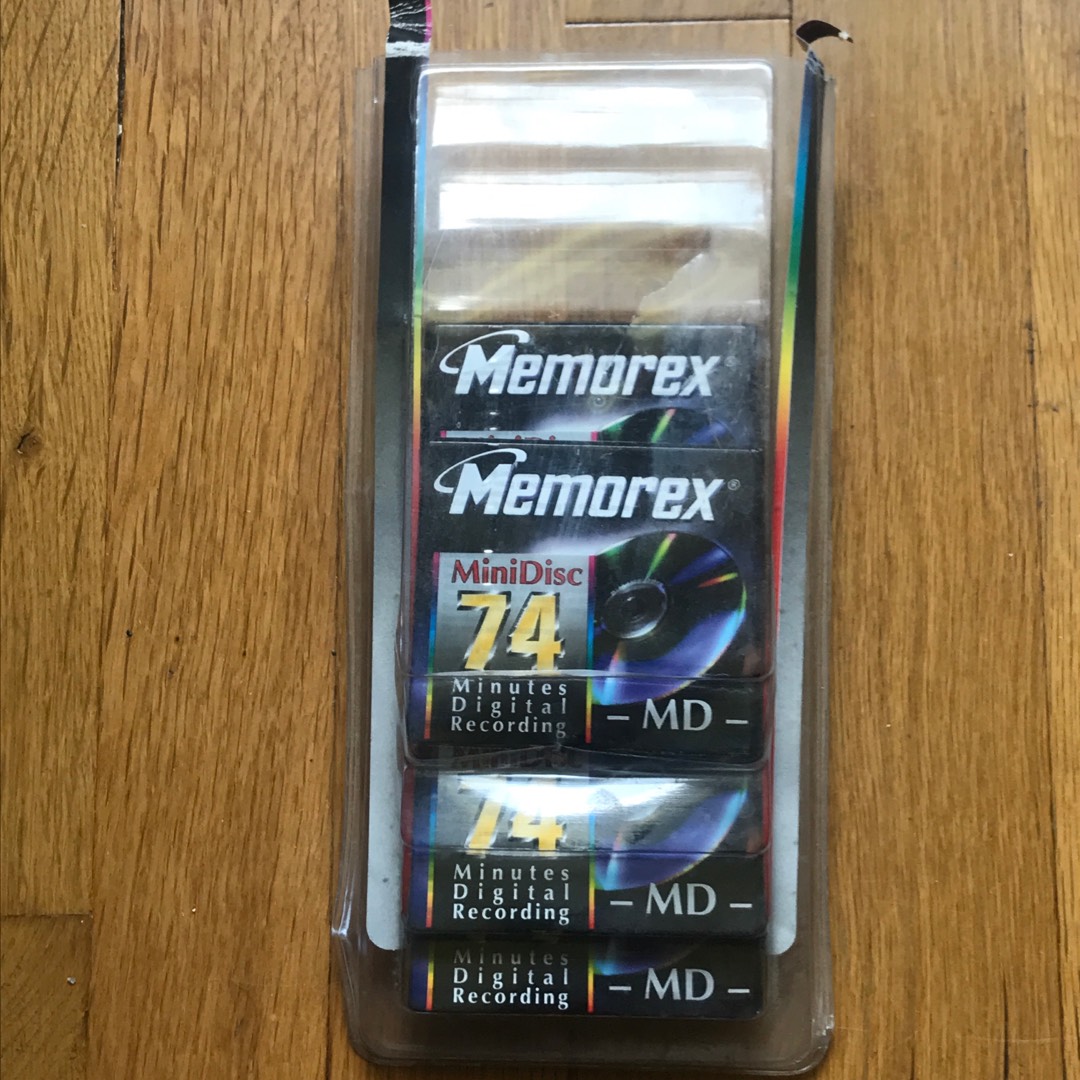 Memorex
Memorex®
MiniDisc
74
Minutes
Digital
Recording
– MD –
74
Minutes
Digital
Recording
– MD –
Minutes
Digital
Recording
– MD –